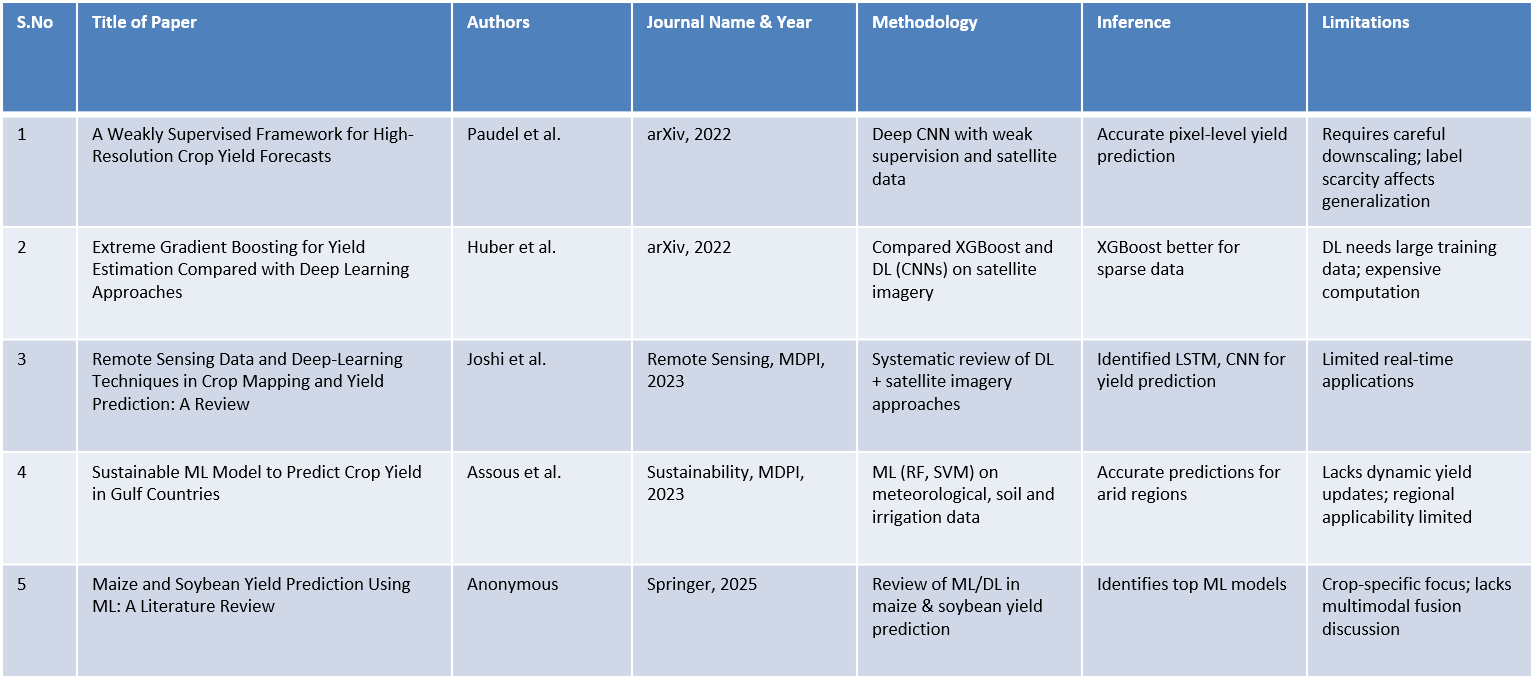 S.No
Title of Paper
Authors
Journal Name & Year
Methodology
Inference
Limitations
1
A Weakly Supervised Framework for High-
Resolution Crop Yield Forecasts
Paudel et al.
arXiv, 2022
Deep CNN with weak
supervision and satellite
data
Accurate pixel-level yield
prediction
Requires careful
downscaling; label
scarcity affects
generalization
2
Extreme Gradient Boosting for Yield
Estimation Compared with Deep Learning
Approaches
Huber et al.
arXiv, 2022
Compared XGBoost and
DL (CNNs) on satellite
imagery
XGBoost better for
sparse data
DL needs large training
data; expensive
computation
3
Remote Sensing Data and Deep-Learning
Techniques in Crop Mapping and Yield
Prediction: A Review
Joshi et al.
Remote Sensing, MDPI,
2023
Systematic review of DL
+ satellite imagery
approaches
Identified LSTM, CNN for
yield prediction
Limited real-time
applications
4
Sustainable ML Model to Predict Crop Yield
in Gulf Countries
Assous et al.
Sustainability, MDPI,
2023
ML (RF, SVM) on
meteorological, soil and
irrigation data
Accurate predictions for
arid regions
Lacks dynamic yield
updates; regional
applicability limited
5
Maize and Soybean Yield Prediction Using
ML: A Literature Review
Anonymous
Springer, 2025
Review of ML/DL in
maize & soybean yield
prediction
Identifies top ML models
Crop-specific focus; lacks
multimodal fusion
discussion